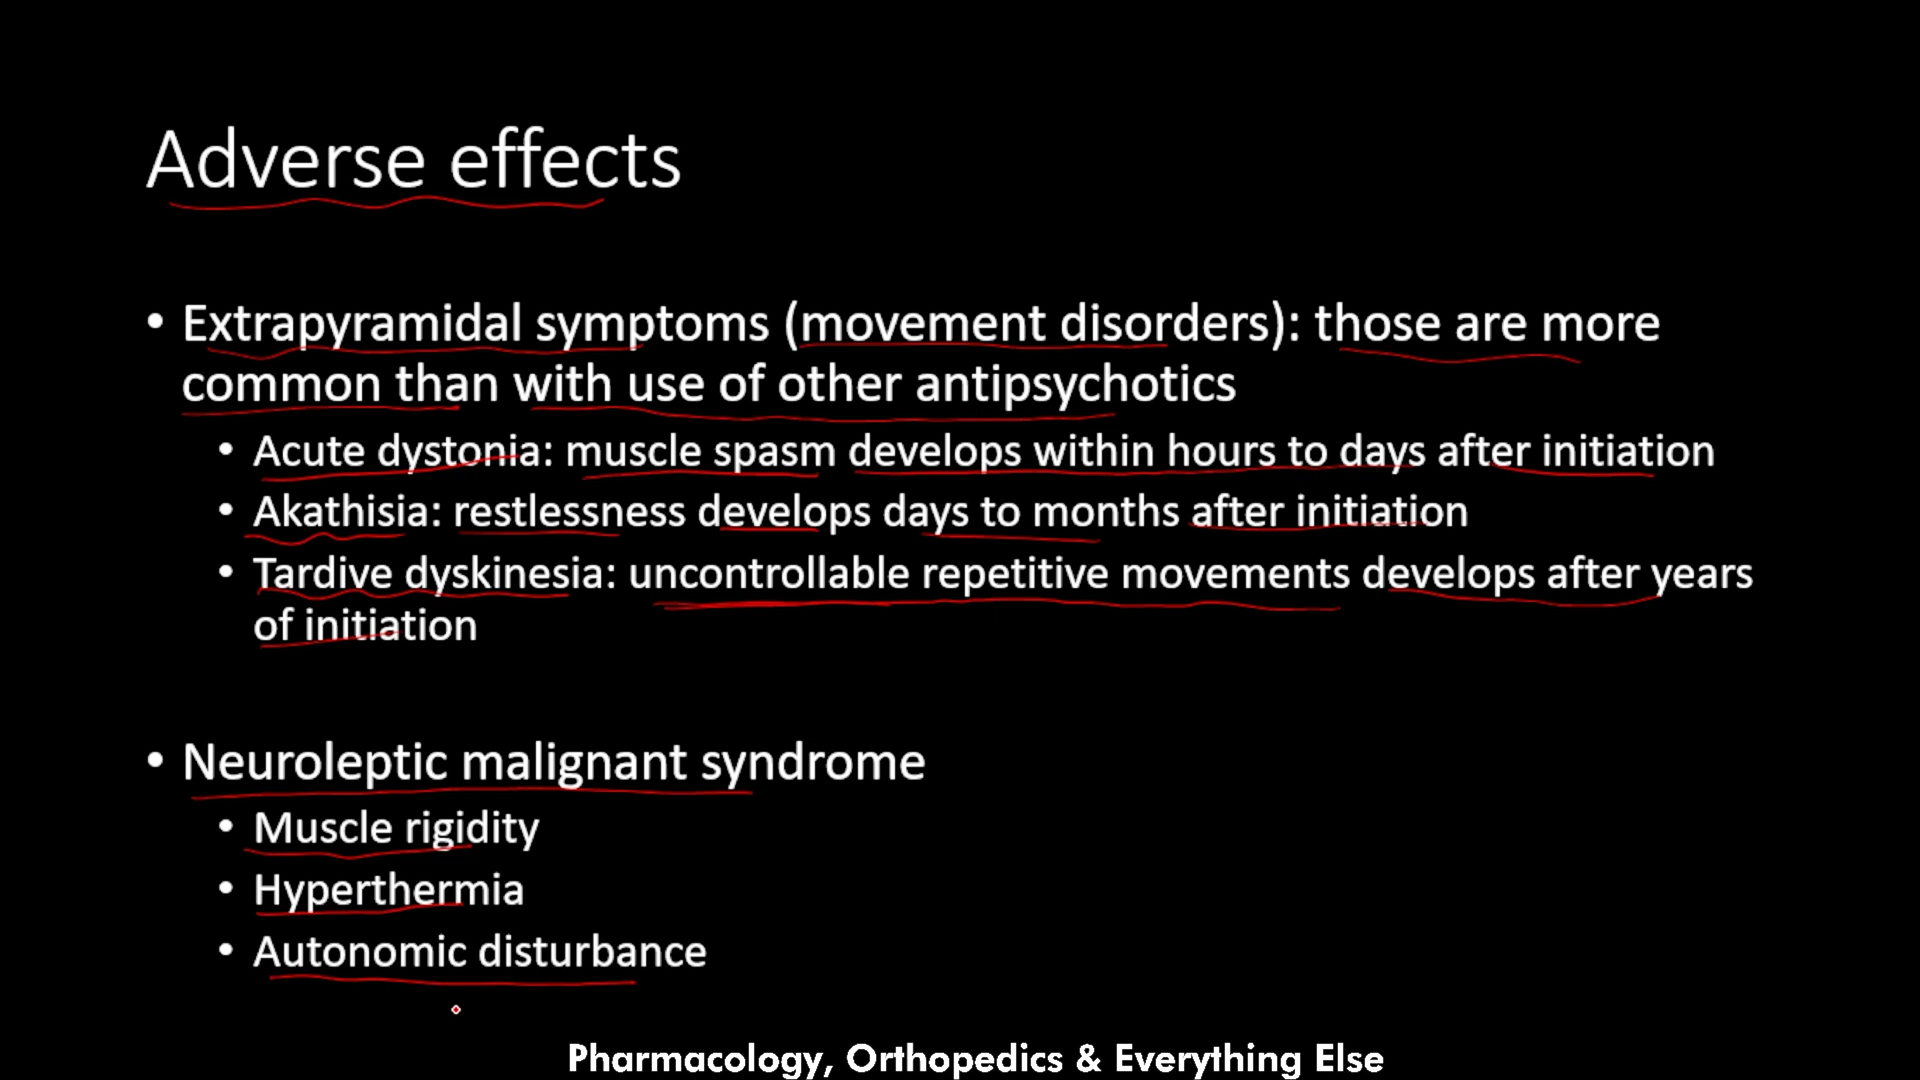 Adverse effects
• Extrapyramidal symptoms (movement disorders): those are more
common than with use of other antipsychotics
• Acute dystonia: muscle spasm develops within hours to days after initiation
• Akathisia: restlessness develops days to months after initiation
• Tardive dyskinesia: uncontrollable repetitive movements develops after years
of initiation
• Neuroleptic malignant syndrome
• Muscle rigidity
• Hyperthermia
• Autonomic disturbance
Pharmacology, Orthopedics & Everything Else